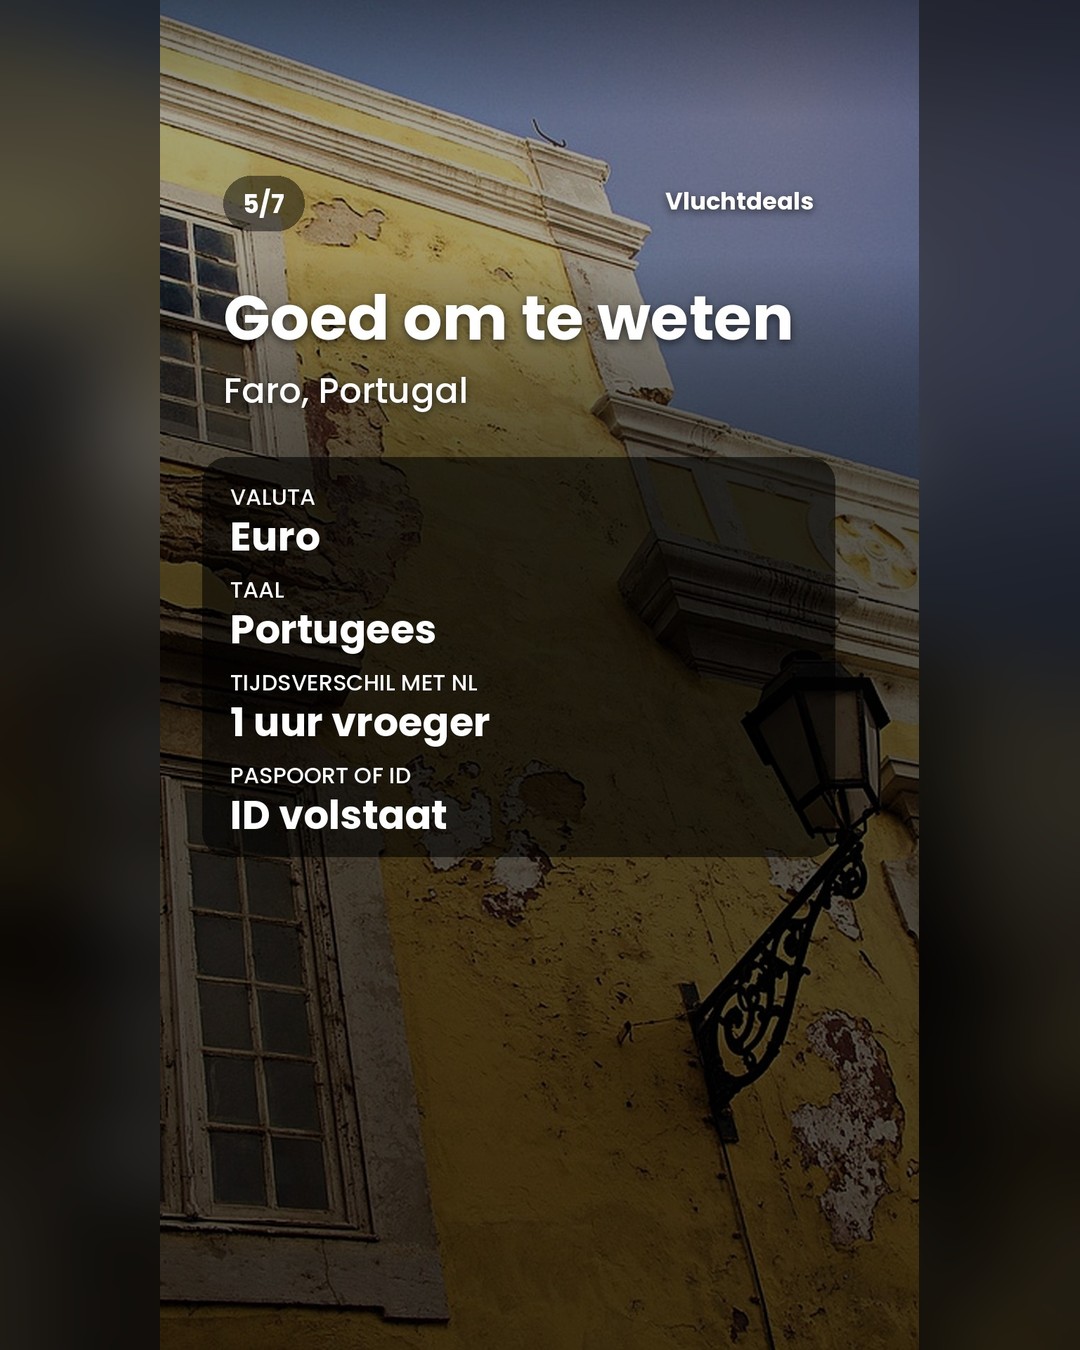 5/7
Vluchtdeals
Goed om te weten
Faro, Portugal
VALUTA
Euro
TAAL
Portugees
TIJDSVERSCHIL MET NL
1 uur vroeger
PASPOORT OF ID
ID volstaat